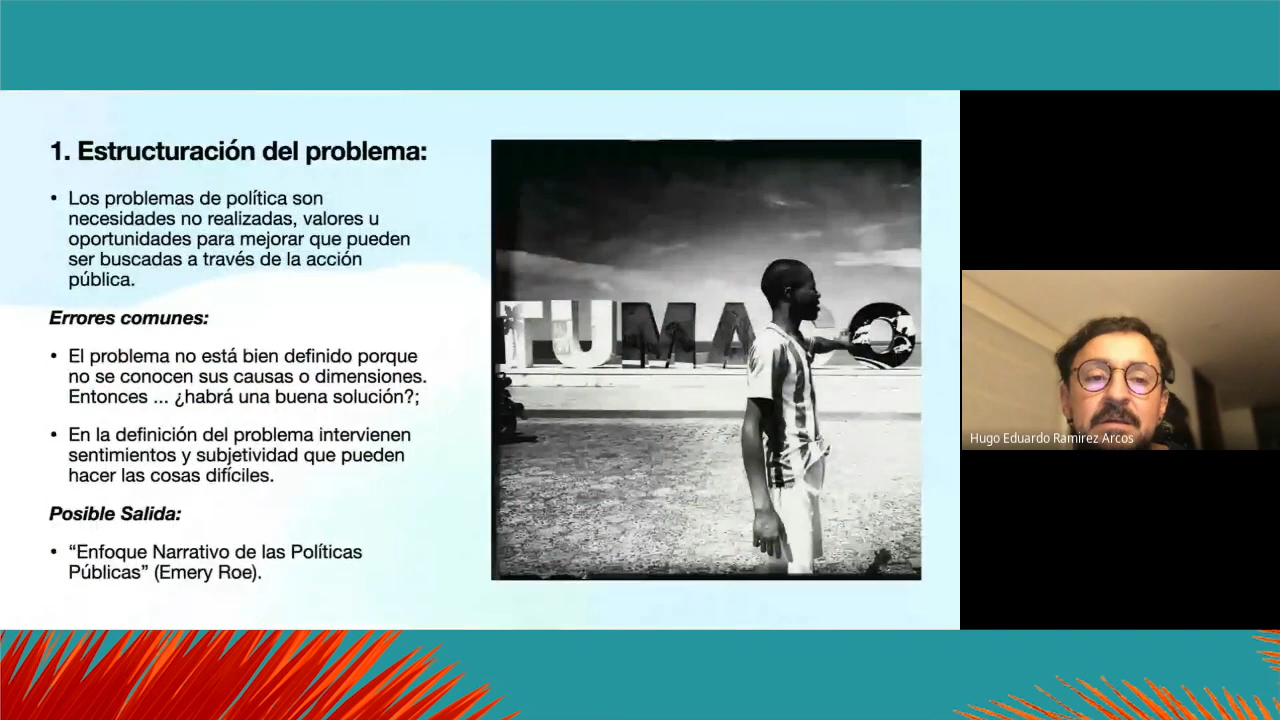 1. Estructuración del problema:
• Los problemas de política son
necesidades no realizadas, valores u
oportunidades para mejorar que pueden
ser buscadas a través de la acción
pública.
Errores comunes:
• El problema no está bien definido porque
no se conocen sus causas o dimensiones.
Entonces ... ¿habrá una buena solución?;
• En la definición del problema intervienen
sentimientos y subjetividad que pueden
hacer las cosas difíciles.
Posible Salida:
• “Enfoque Narrativo de las Políticas
Públicas” (Emery Roe).
TUMACO
Hugo Eduardo Ramirez Arcos